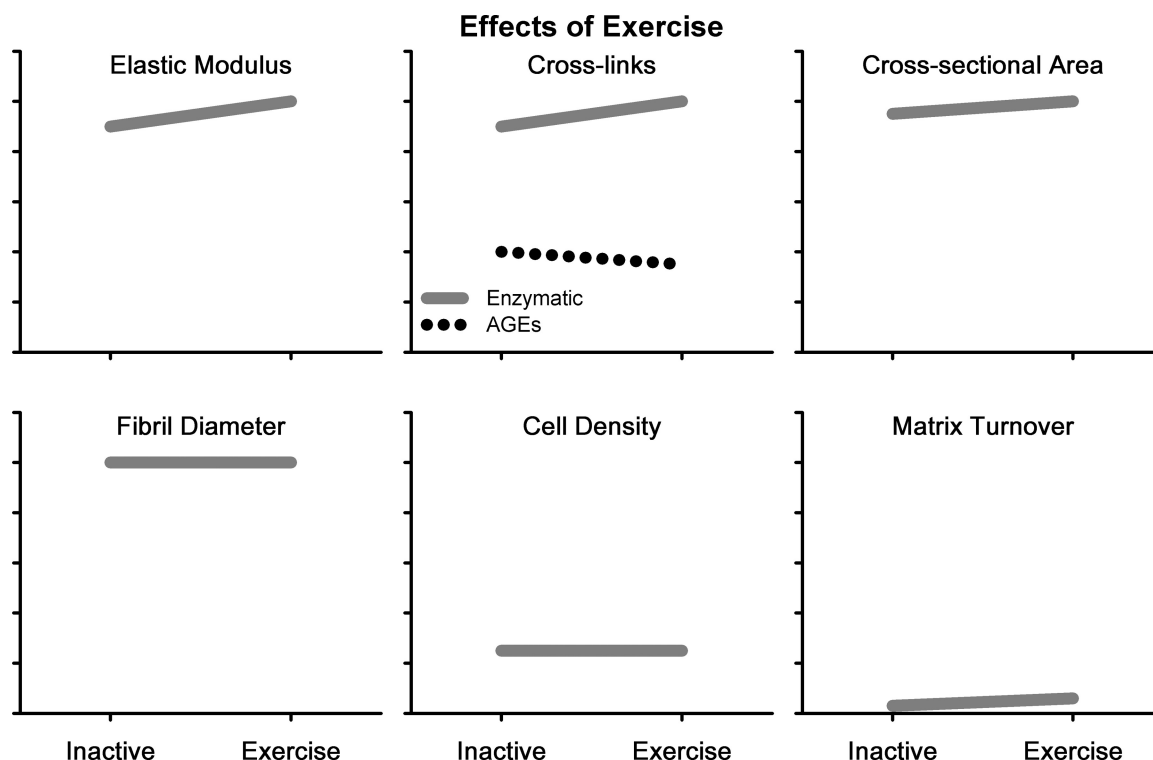 Effects of Exercise
Elastic Modulus
Cross-links
Cross-sectional Area
Enzymatic
AGEs
Fibril Diameter
Cell Density
Matrix Turnover
Inactive
Exercise
Inactive
Exercise
Inactive
Exercise